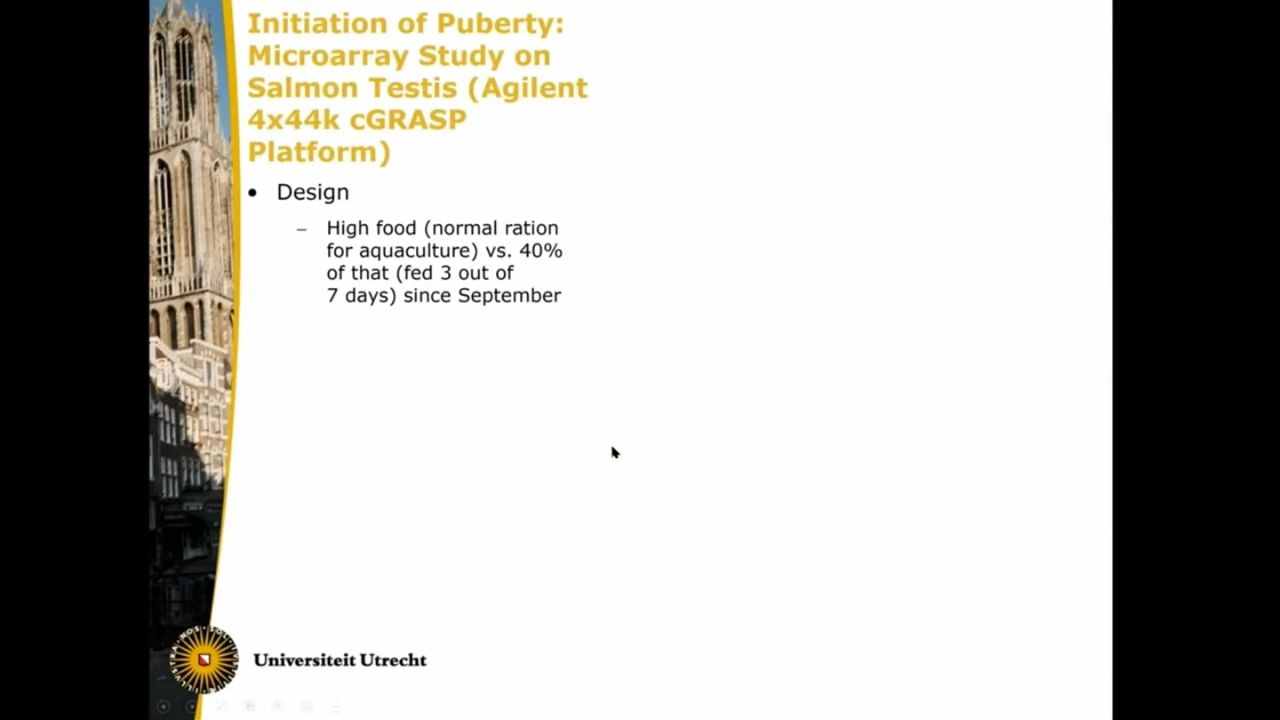 Initiation of Puberty:
Microarray Study on
Salmon Testis (Agilent
4x44k cGRASP
Platform)
• Design
– High food (normal ration
for aquaculture) vs. 40%
of that (fed 3 out of
7 days) since September
Universiteit Utrecht